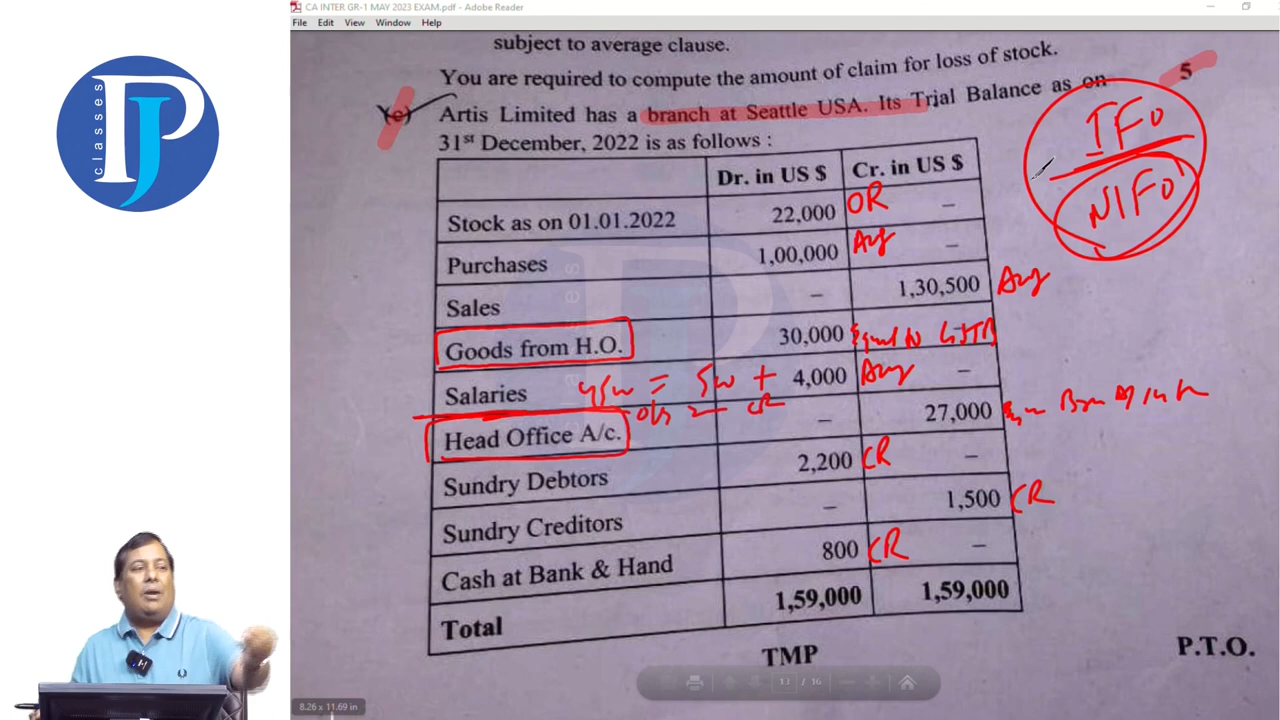 CA INTER GR-1 MAY 2023 EXAM.pdf - Adobe Reader
File Edit View Window Help
classes
PJ
subject to average clause.
You are required to compute the amount of claim for loss of stock.
5
(e) Artis Limited has a branch at Seattle USA. Its Trial Balance as on
31st December, 2022 is as follows :
IFO
NIFO
Dr. in US $ Cr. in US $
Stock as on 01.01.2022 22,000 OR –
Purchases 1,00,000 Avg –
Sales – 1,30,500 Avg
Goods from H.O. 30,000 Equal to GSTB
Salaries 4,000 Avg –
Head Office A/c. – 27,000
Sundry Debtors 2,200 CR –
Sundry Creditors – 1,500 CR
Cash at Bank & Hand 800 CR –
Total 1,59,000 1,59,000
TMP
P.T.O.
13 / 16
8.26 x 11.69 in